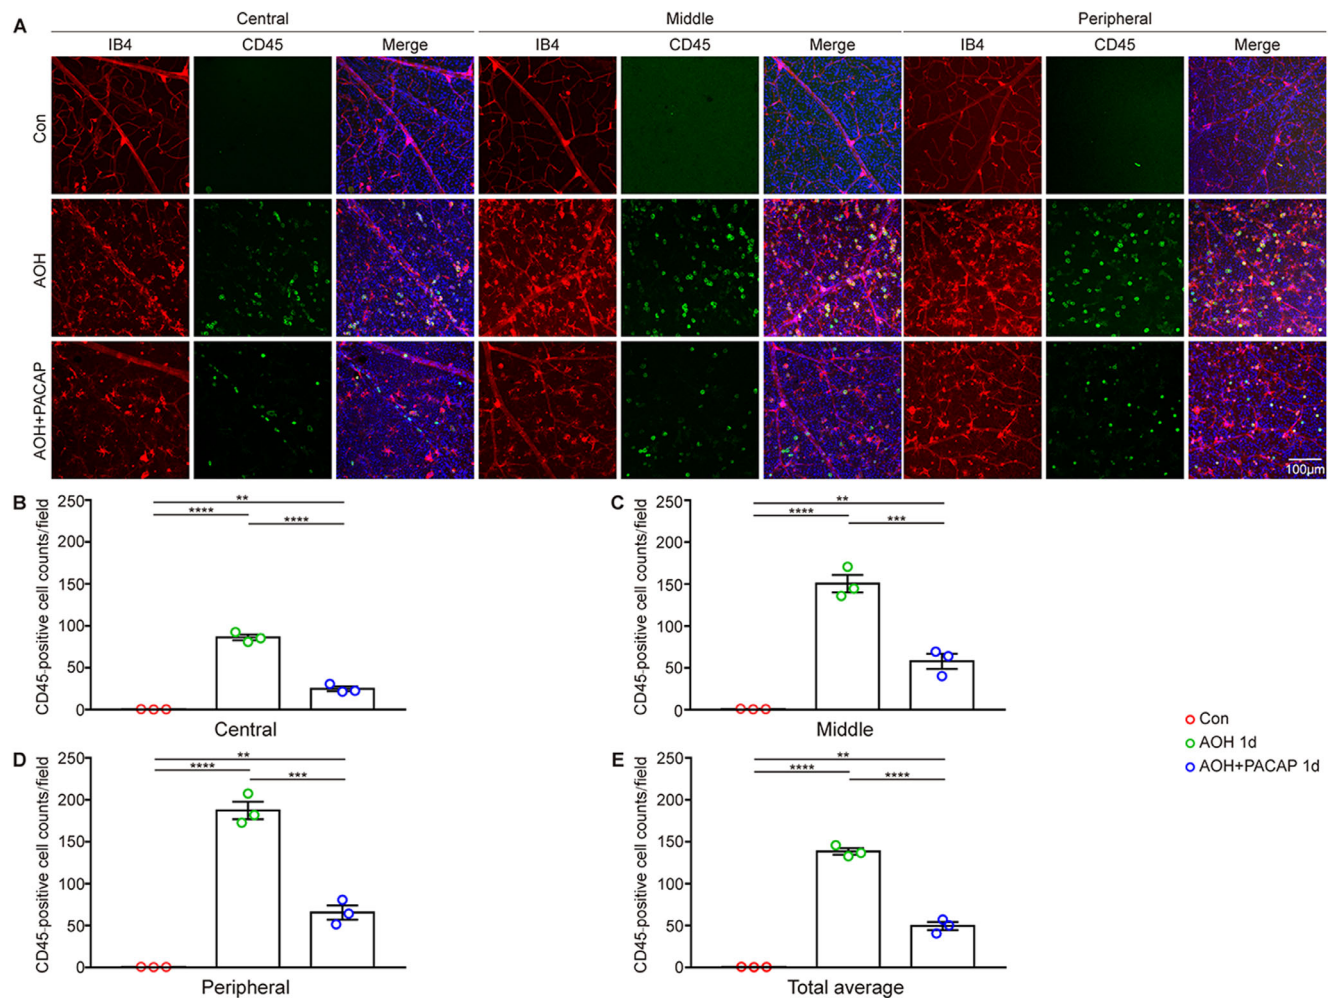 A
Central Middle Peripheral
IB4 CD45 Merge IB4 CD45 Merge IB4 CD45 Merge
Con
AOH
AOH+PACAP
100µm
B
CD45-positive cell counts/field
250
200
150
100
50
0
**
**** ****
Central
C
CD45-positive cell counts/field
250
200
150
100
50
0
**
**** ***
Middle
D
CD45-positive cell counts/field
250
200
150
100
50
0
**
**** ***
Peripheral
E
CD45-positive cell counts/field
250
200
150
100
50
0
**
**** ****
Total average
Con
AOH 1d
AOH+PACAP 1d